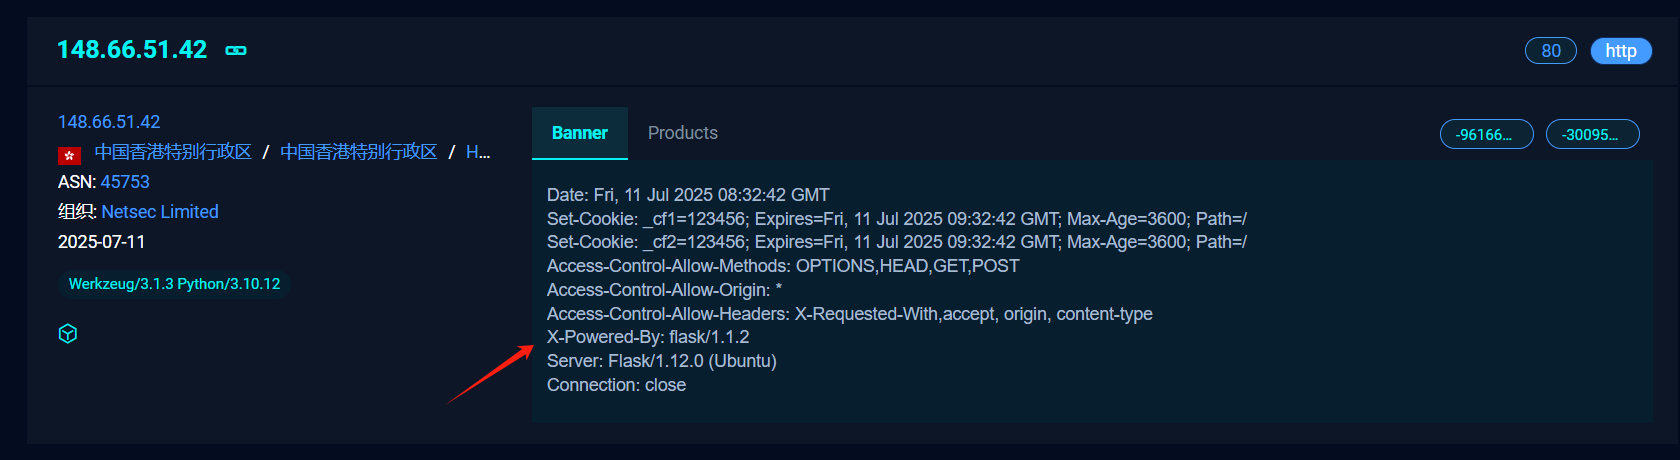 148.66.51.42
80 http
148.66.51.42
中国香港特别行政区 / 中国香港特别行政区 / H...
ASN: 45753
组织: Netsec Limited
2025-07-11
Werkzeug/3.1.3 Python/3.10.12
Banner Products
-96166... -30095...
Date: Fri, 11 Jul 2025 08:32:42 GMT
Set-Cookie: _cf1=123456; Expires=Fri, 11 Jul 2025 09:32:42 GMT; Max-Age=3600; Path=/
Set-Cookie: _cf2=123456; Expires=Fri, 11 Jul 2025 09:32:42 GMT; Max-Age=3600; Path=/
Access-Control-Allow-Methods: OPTIONS,HEAD,GET,POST
Access-Control-Allow-Origin: *
Access-Control-Allow-Headers: X-Requested-With,accept, origin, content-type
X-Powered-By: flask/1.1.2
Server: Flask/1.12.0 (Ubuntu)
Connection: close